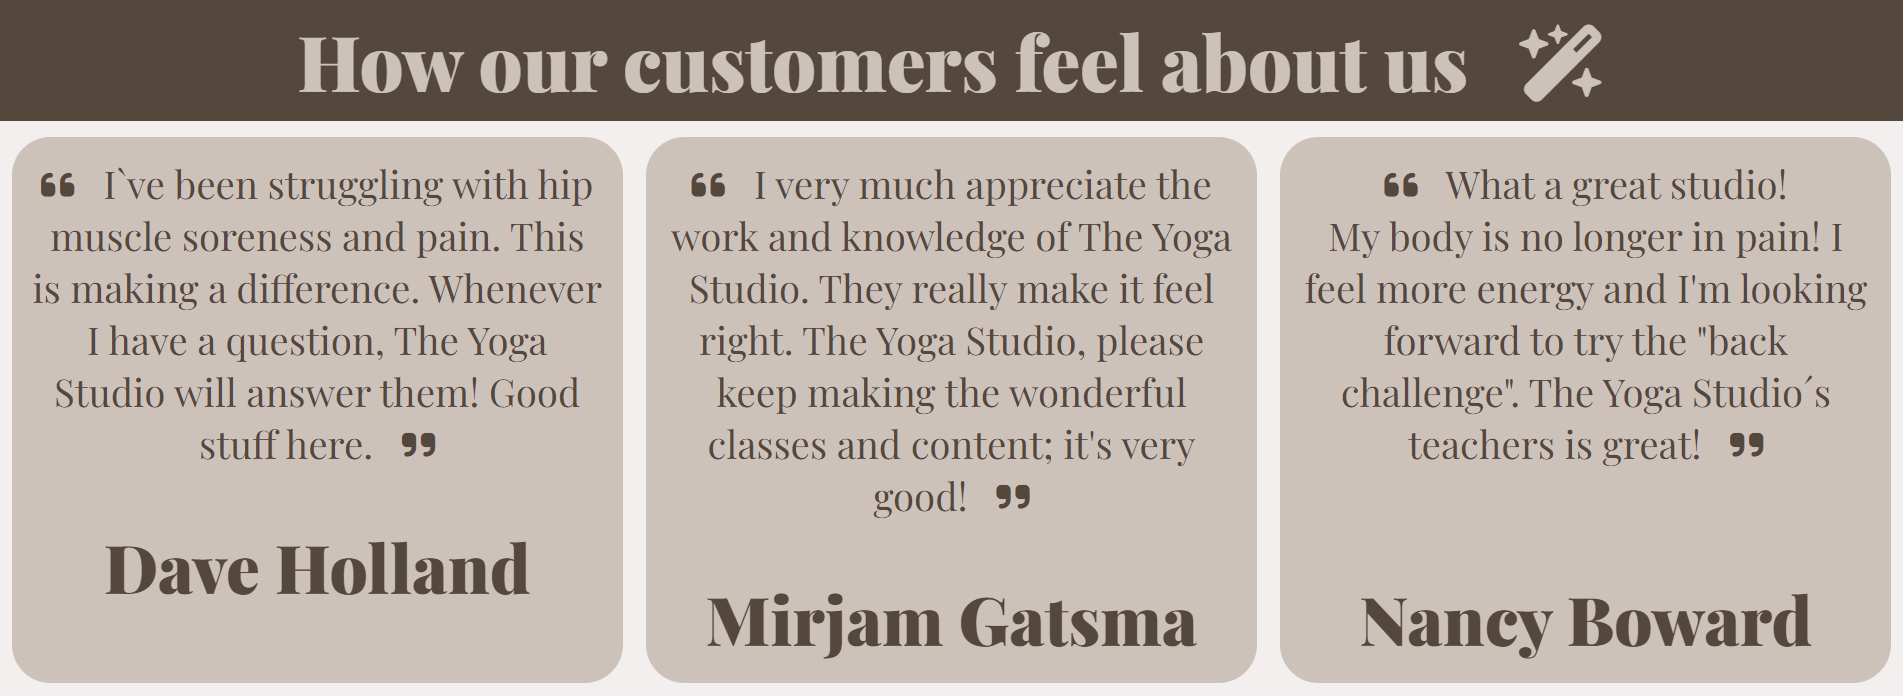 How our customers feel about us
❝ I`ve been struggling with hip
muscle soreness and pain. This
is making a difference. Whenever
I have a question, The Yoga
Studio will answer them! Good
stuff here. ❞
Dave Holland
❝ I very much appreciate the
work and knowledge of The Yoga
Studio. They really make it feel
right. The Yoga Studio, please
keep making the wonderful
classes and content; it's very
good! ❞
Mirjam Gatsma
❝ What a great studio!
My body is no longer in pain! I
feel more energy and I'm looking
forward to try the "back
challenge". The Yoga Studio´s
teachers is great! ❞
Nancy Boward